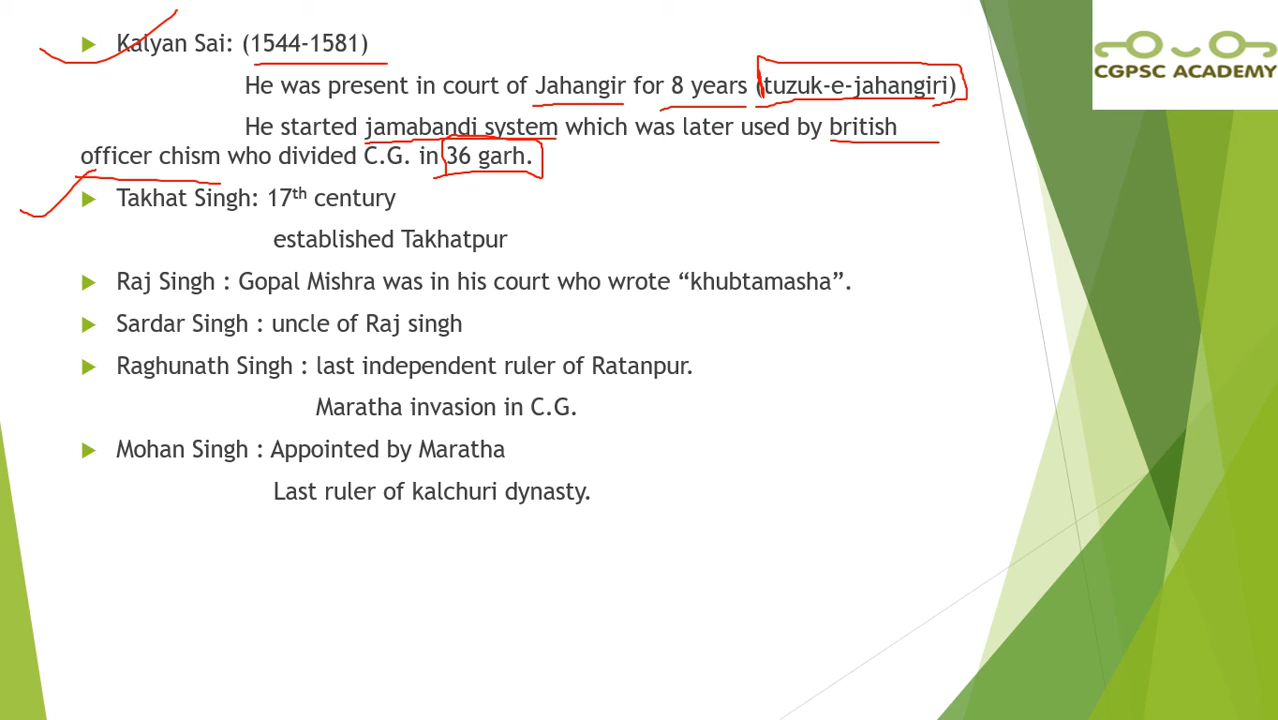 Kalyan Sai: (1544-1581)
He was present in court of Jahangir for 8 years (tuzuk-e-jahangiri)
He started jamabandi system which was later used by british
officer chism who divided C.G. in 36 garh.
Takhat Singh: 17th century
established Takhatpur
Raj Singh : Gopal Mishra was in his court who wrote “khubtamasha”.
Sardar Singh : uncle of Raj singh
Raghunath Singh : last independent ruler of Ratanpur.
Maratha invasion in C.G.
Mohan Singh : Appointed by Maratha
Last ruler of kalchuri dynasty.
CGPSC ACADEMY